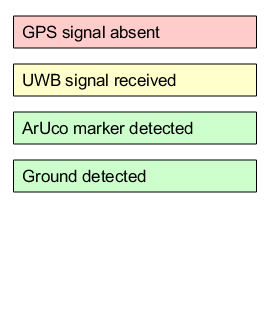 GPS signal absent
UWB signal received
ArUco marker detected
Ground detected